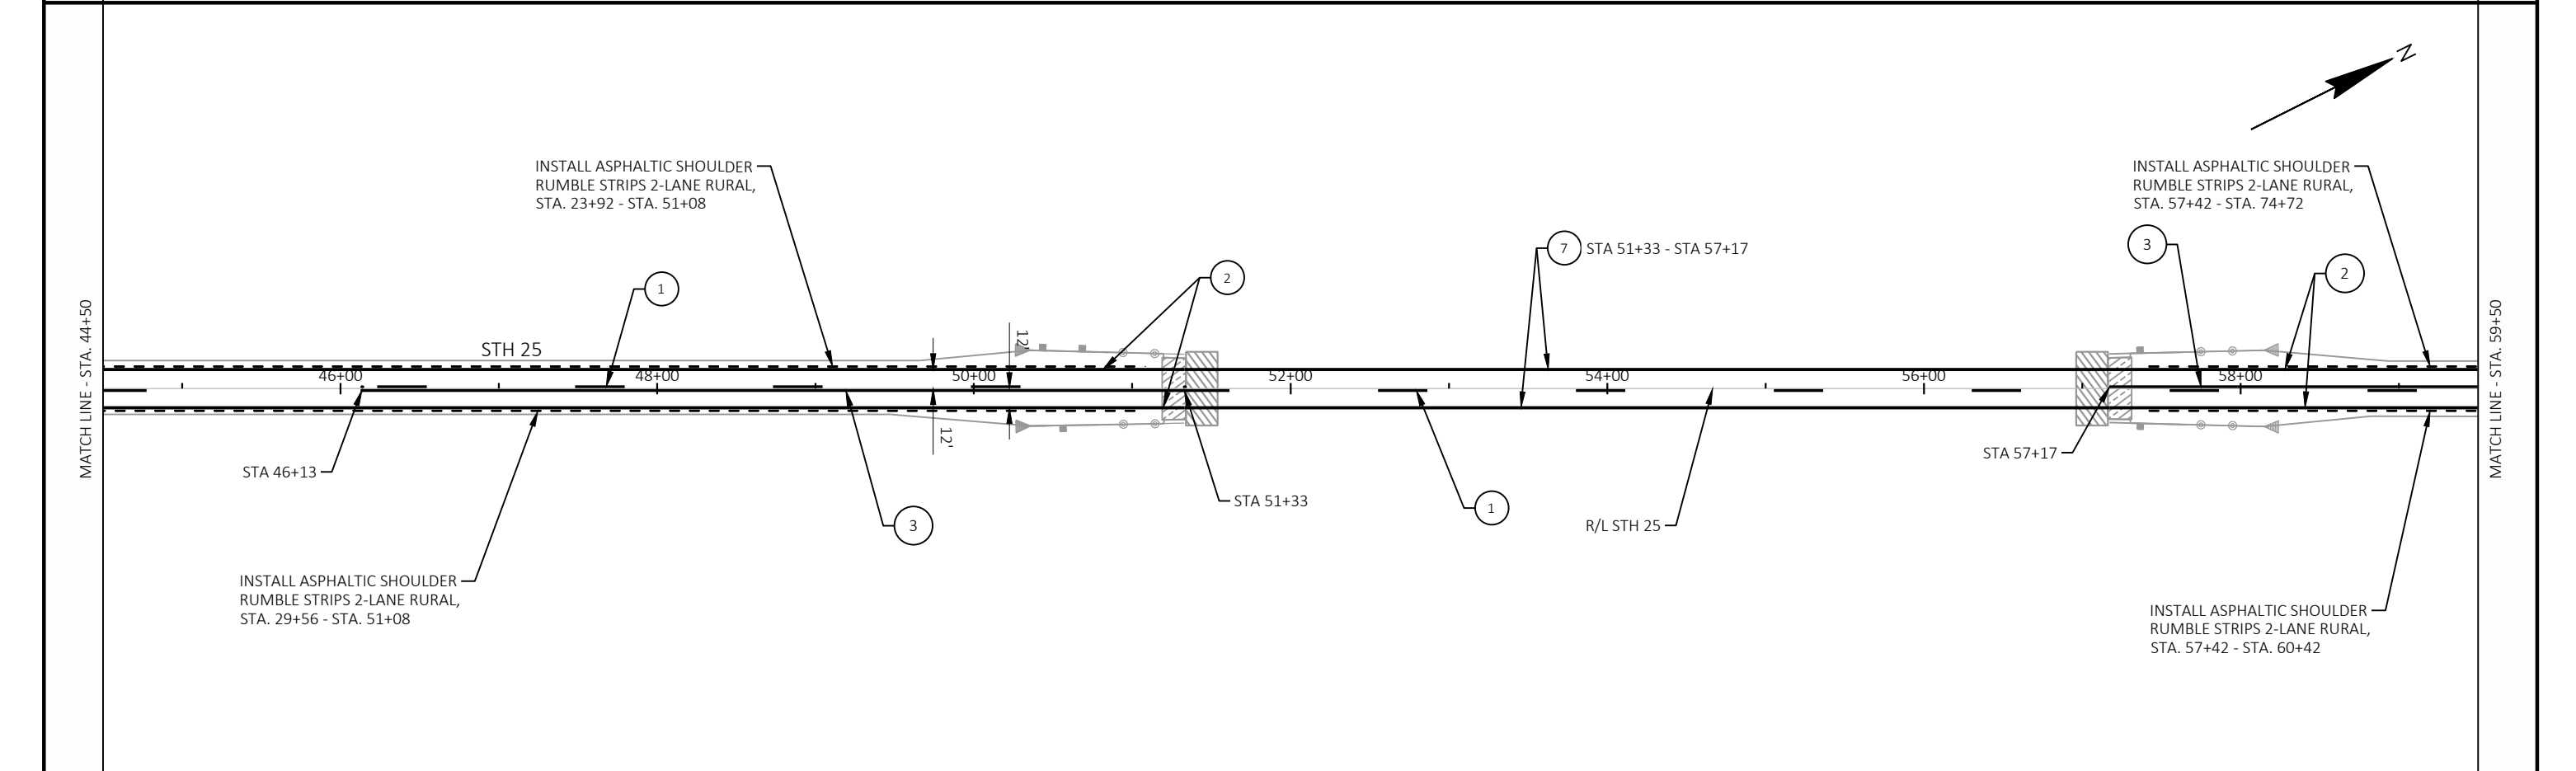 N
INSTALL ASPHALTIC SHOULDER
RUMBLE STRIPS 2-LANE RURAL,
STA. 23+92 - STA. 51+08
INSTALL ASPHALTIC SHOULDER
RUMBLE STRIPS 2-LANE RURAL,
STA. 57+42 - STA. 74+72
7 STA 51+33 - STA 57+17
3
2
2
1
MATCH LINE - STA. 44+50
STH 25
12'
46+00
48+00
50+00
52+00
54+00
56+00
58+00
MATCH LINE - STA. 59+50
12'
STA 46+13
STA 57+17
STA 51+33
1
3
R/L STH 25
INSTALL ASPHALTIC SHOULDER
RUMBLE STRIPS 2-LANE RURAL,
STA. 29+56 - STA. 51+08
INSTALL ASPHALTIC SHOULDER
RUMBLE STRIPS 2-LANE RURAL,
STA. 57+42 - STA. 60+42